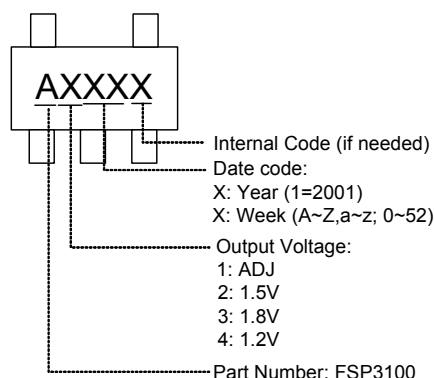 AXXXX
Internal Code (if needed)
Date code:
X: Year (1=2001)
X: Week (A~Z,a~z; 0~52)
Output Voltage:
1: ADJ
2: 1.5V
3: 1.8V
4: 1.2V
Part Number: FSP3100